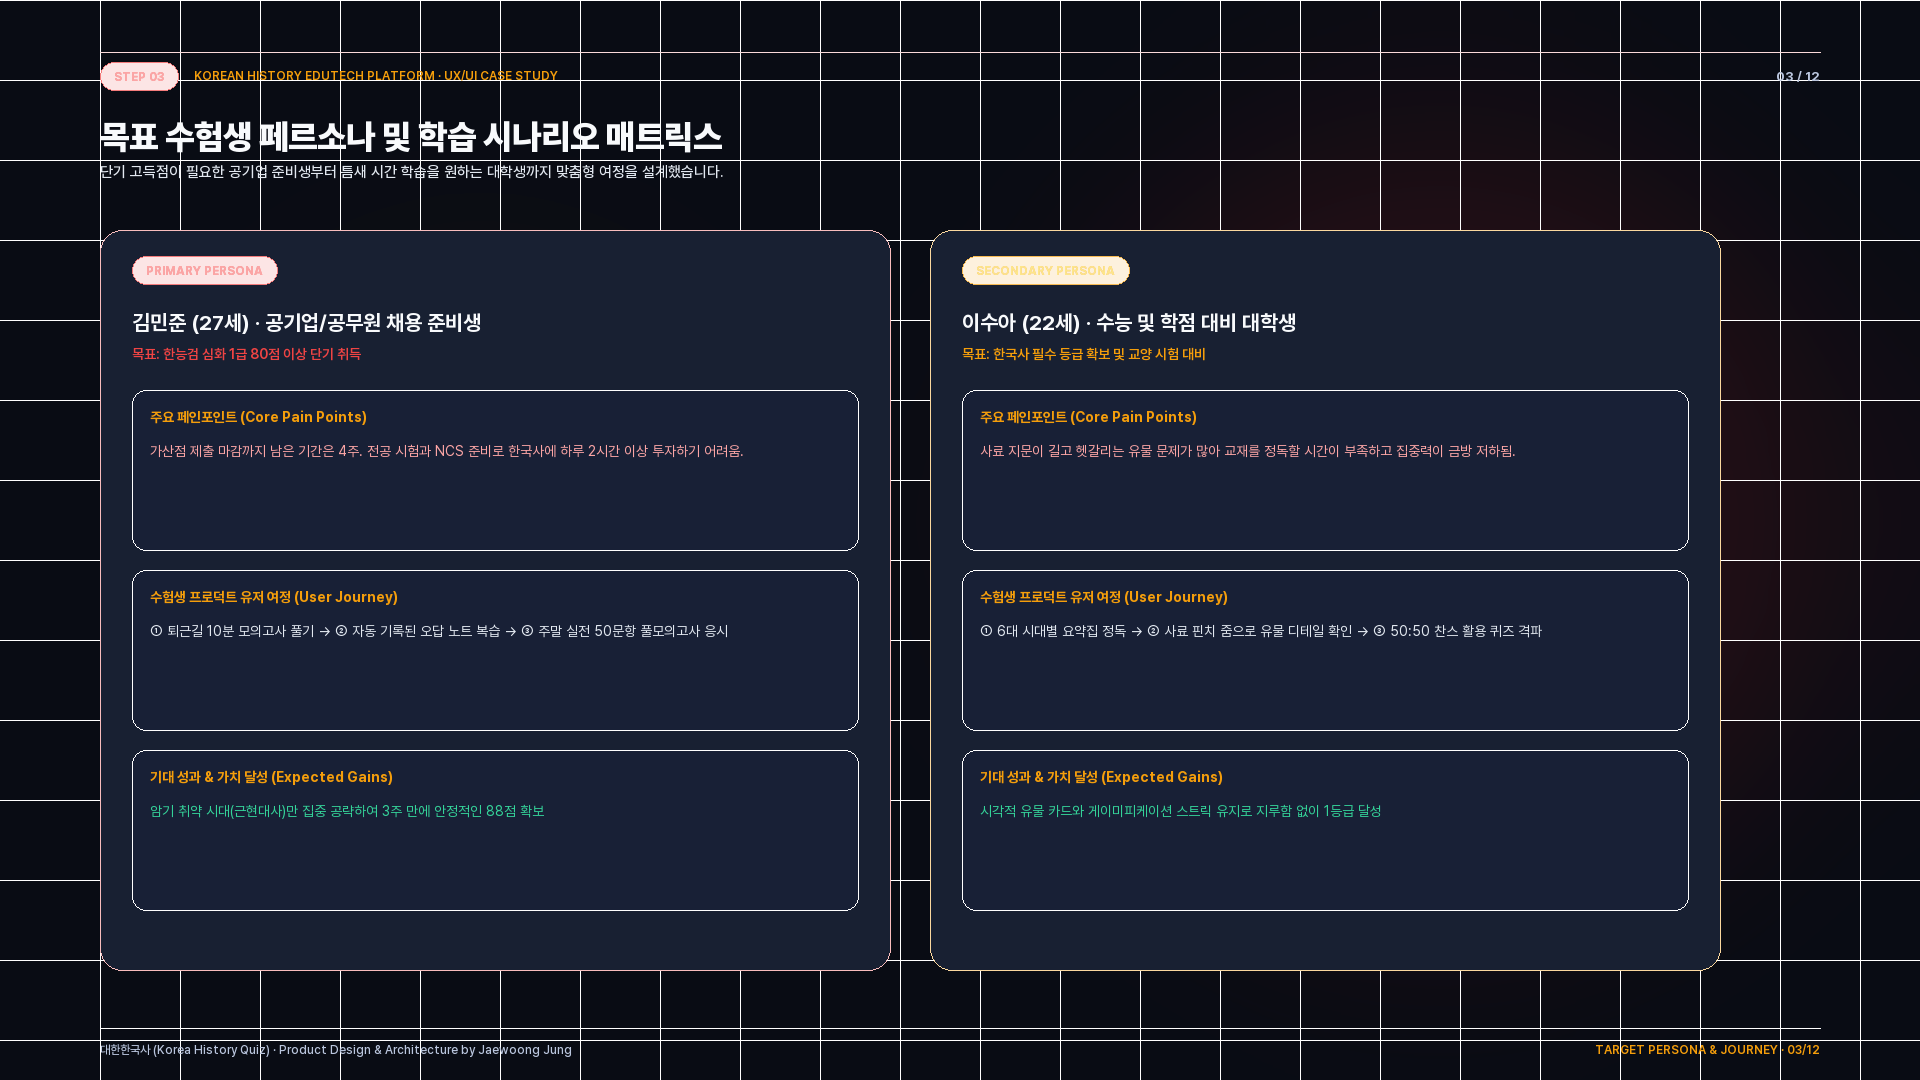 STEP 03
KOREAN HISTORY EDUTECH PLATFORM · UX/UI CASE STUDY
03 / 12
목표 수험생 페르소나 및 학습 시나리오 매트릭스
단기 고득점이 필요한 공기업 준비생부터 틈새 시간 학습을 원하는 대학생까지 맞춤형 여정을 설계했습니다.
PRIMARY PERSONA
김민준 (27세) · 공기업/공무원 채용 준비생
목표: 한능검 심화 1급 80점 이상 단기 취득
주요 페인포인트 (Core Pain Points)
가산점 제출 마감까지 남은 기간은 4주. 전공 시험과 NCS 준비로 한국사에 하루 2시간 이상 투자하기 어려움.
수험생 프로덕트 유저 여정 (User Journey)
① 퇴근길 10분 모의고사 풀기 → ② 자동 기록된 오답 노트 복습 → ③ 주말 실전 50문항 풀모의고사 응시
기대 성과 & 가치 달성 (Expected Gains)
암기 취약 시대(근현대사)만 집중 공략하여 3주 만에 안정적인 88점 확보
SECONDARY PERSONA
이수아 (22세) · 수능 및 학점 대비 대학생
목표: 한국사 필수 등급 확보 및 교양 시험 대비
주요 페인포인트 (Core Pain Points)
사료 지문이 길고 헷갈리는 유물 문제가 많아 교재를 정독할 시간이 부족하고 집중력이 금방 저하됨.
수험생 프로덕트 유저 여정 (User Journey)
① 6대 시대별 요약집 정독 → ② 사료 핀치 줌으로 유물 디테일 확인 → ③ 50:50 찬스 활용 퀴즈 격파
기대 성과 & 가치 달성 (Expected Gains)
시각적 유물 카드와 게이미피케이션 스트릭 유지로 지루함 없이 1등급 달성
대한한국사 (Korea History Quiz) · Product Design & Architecture by Jaewoong Jung
TARGET PERSONA & JOURNEY · 03/12